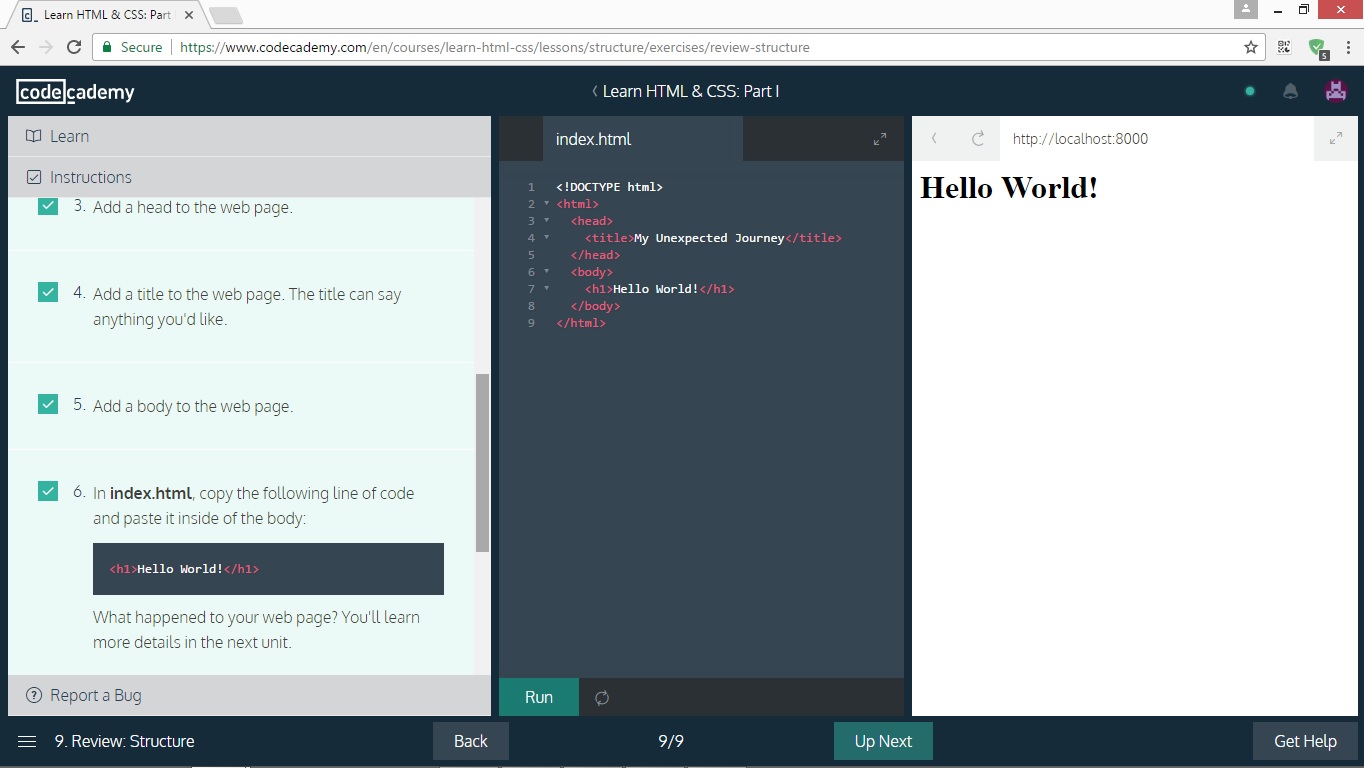 Learn HTML & CSS: Part
Secure
https://www.codecademy.com/en/courses/learn-html-css/lessons/structure/exercises/review-structure
5
codecademy
Learn HTML & CSS: Part I
Learn
Instructions
3. Add a head to the web page.
4. Add a title to the web page. The title can say
anything you'd like.
5. Add a body to the web page.
6. In index.html, copy the following line of code
and paste it inside of the body:
<h1>Hello World!</h1>
What happened to your web page? You'll learn
more details in the next unit.
Report a Bug
index.html
1 <!DOCTYPE html>
2 <html>
3 <head>
4 <title>My Unexpected Journey</title>
5 </head>
6 <body>
7 <h1>Hello World!</h1>
8 </body>
9 </html>
Run
http://localhost:8000
Hello World!
9. Review: Structure
Back
9/9
Up Next
Get Help